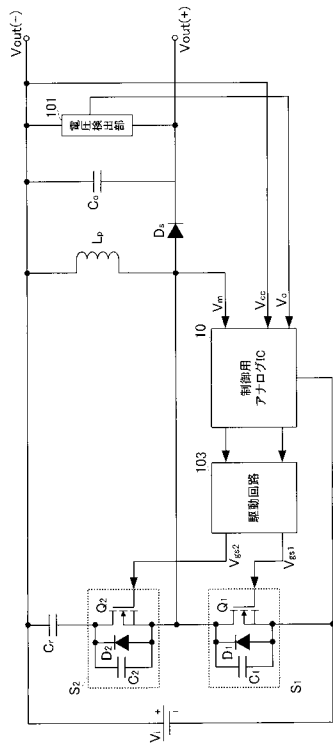 Vout(-)
Vout(+)
101
電圧検出部
Co
Lp
Ds
Vm
Vcc
Vo
10
制御用
アナログIC
103
駆動回路
Vgs2
Vgs1
Cr
Q2
D2
C2
S2
Q1
D1
C1
S1
Vi
+
-